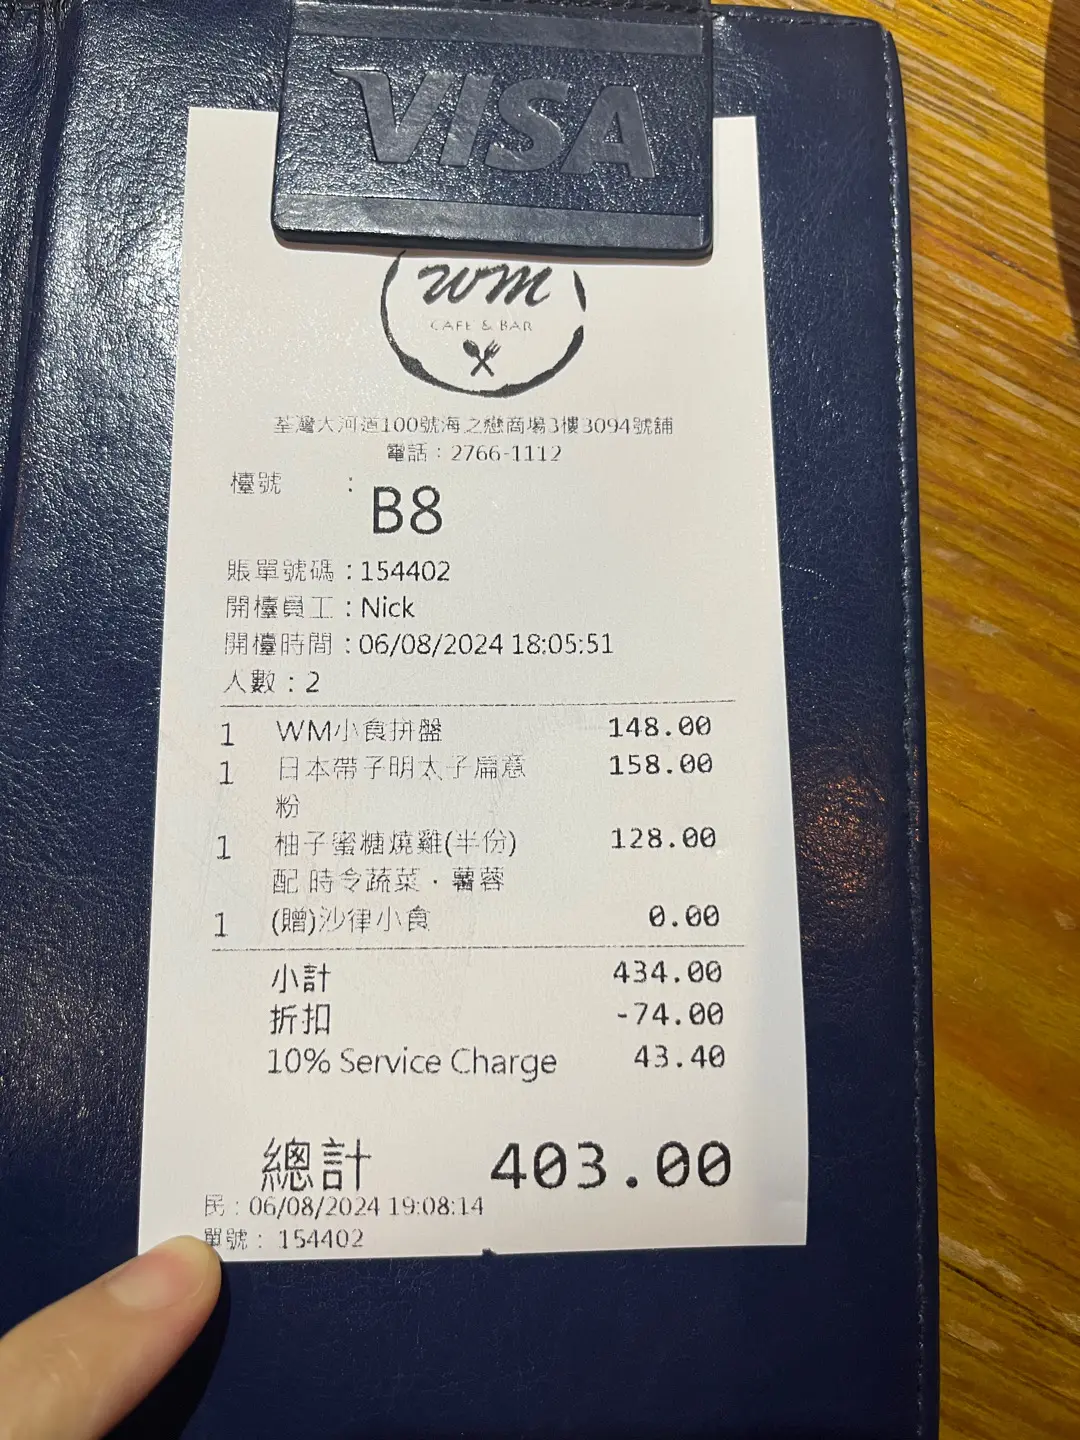 VISA
WM
CAFE & BAR
荃灣大河道100號海之戀商場3樓3094號舖
電話：2766-1112
檯號 ：
B8
賬單號碼：154402
開檯員工：Nick
開檯時間：06/08/2024 18:05:51
人數：2
1 WM小食拼盤 148.00
1 日本帶子明太子扁意 158.00
粉
1 柚子蜜糖燒雞(半份) 128.00
配 時令蔬菜．薯蓉
1 (贈)沙律小食 0.00
小計 434.00
折扣 -74.00
10% Service Charge 43.40
總計 403.00
民：06/08/2024 19:08:14
單號：154402